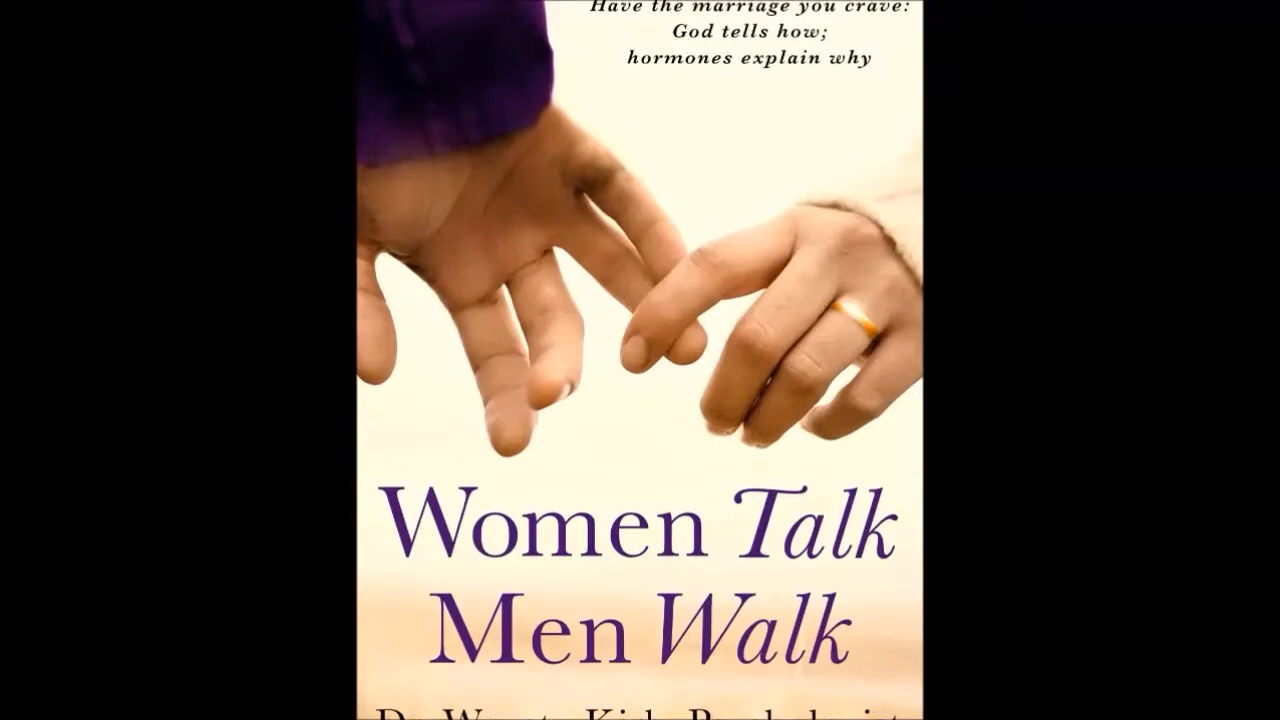 Have the marriage you crave:
God tells how;
hormones explain why
Women Talk
Men Walk